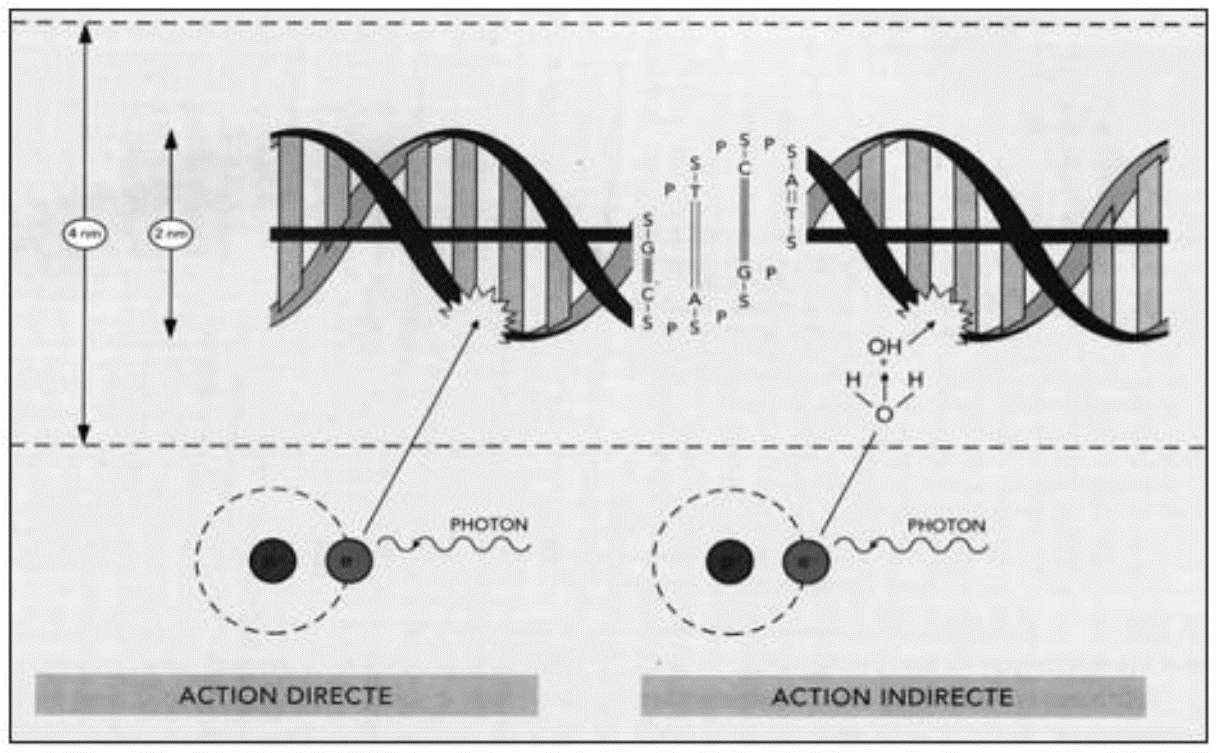 4 nm
2 nm
S
G
C
S
P
S
T
A
S
P
P
P
S
C
G
S
P
P
S
A
T
S
OH
•
H H
O
PHOTON
PHOTON
e⁻
ACTION DIRECTE
ACTION INDIRECTE